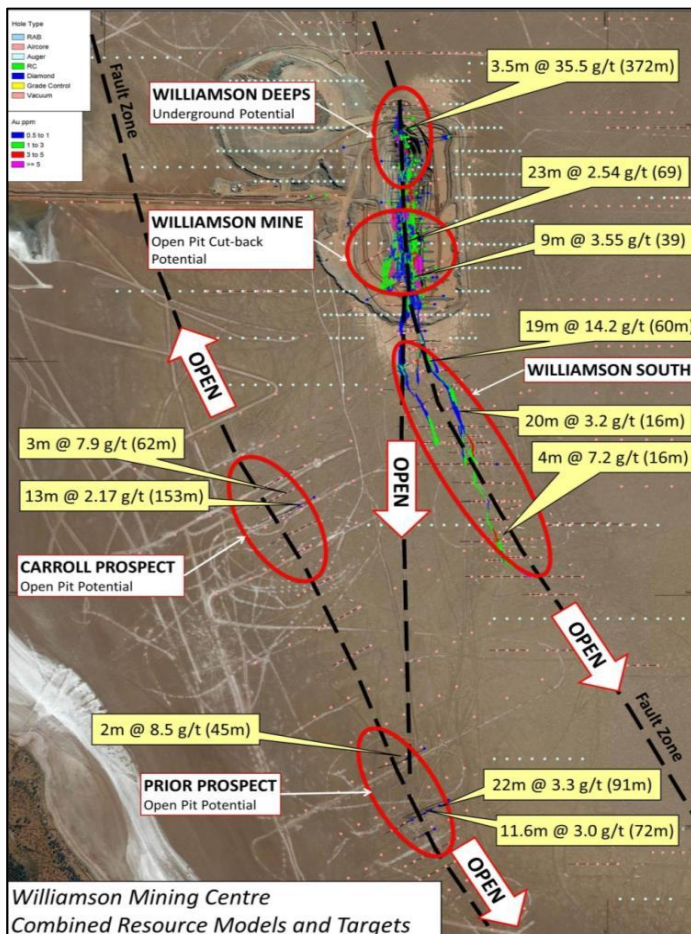 Hole Type
RAB
Aircore
Auger
RC
Diamond
Grade Control
Vacuum
Au ppm
0.5 to 1
1 to 3
3 to 5
>= 5
Fault Zone
3.5m @ 35.5 g/t (372m)
WILLIAMSON DEEPS
Underground Potential
23m @ 2.54 g/t (69)
WILLIAMSON MINE
Open Pit Cut-back
Potential
9m @ 3.55 g/t (39)
19m @ 14.2 g/t (60m)
WILLIAMSON SOUTH
OPEN
20m @ 3.2 g/t (16m)
3m @ 7.9 g/t (62m)
4m @ 7.2 g/t (16m)
OPEN
13m @ 2.17 g/t (153m)
CARROLL PROSPECT
Open Pit Potential
OPEN
Fault Zone
2m @ 8.5 g/t (45m)
PRIOR PROSPECT
Open Pit Potential
22m @ 3.3 g/t (91m)
11.6m @ 3.0 g/t (72m)
OPEN
Williamson Mining Centre
Combined Resource Models and Targets